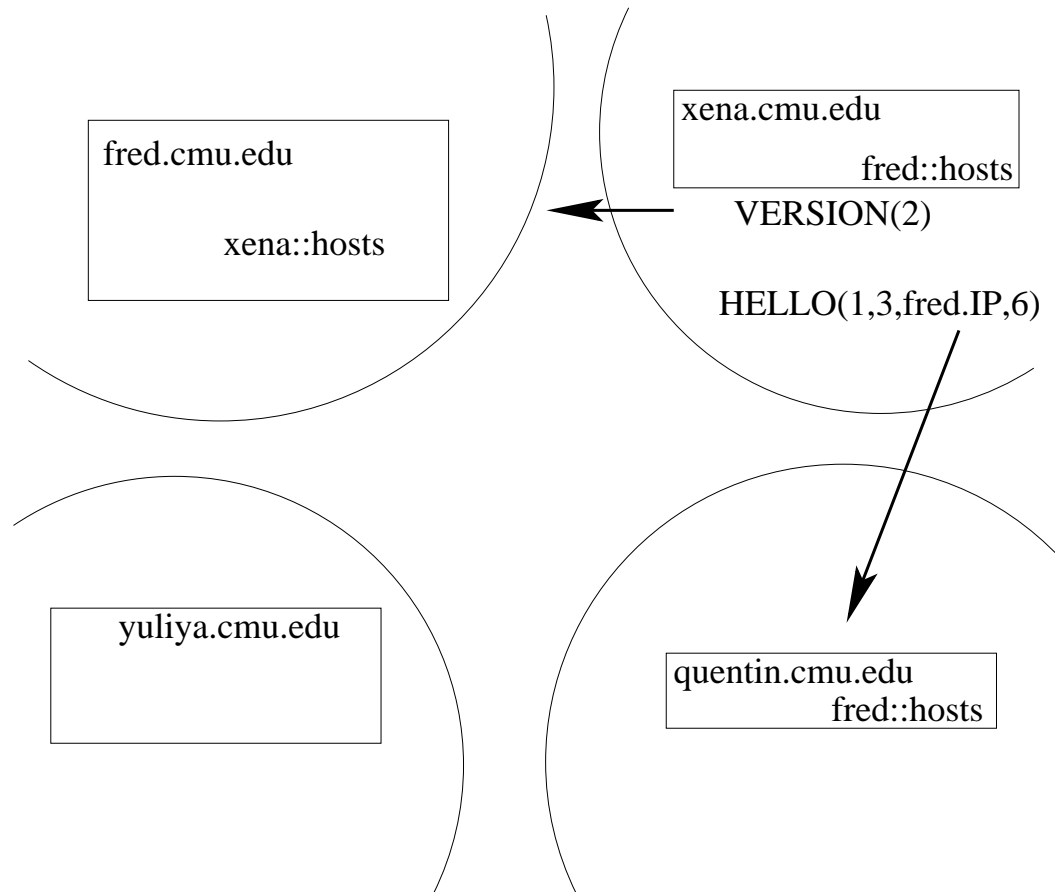 fred.cmu.edu
xena::hosts
xena.cmu.edu
fred::hosts
VERSION(2)
HELLO(1,3,fred.IP,6)
yuliya.cmu.edu
quentin.cmu.edu
fred::hosts